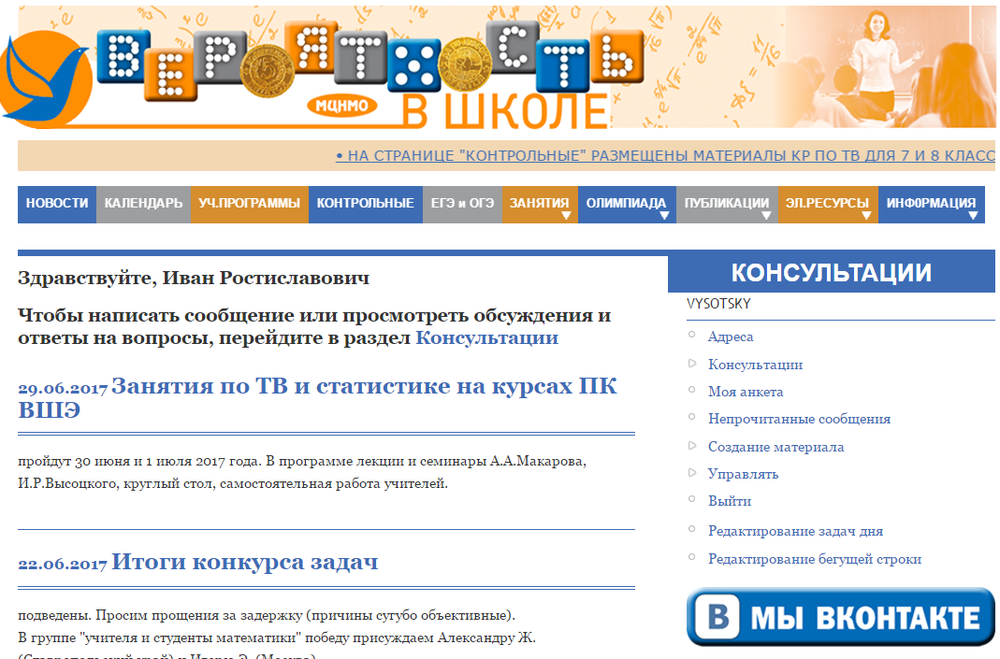 ВЕРОЯТНОСТЬ
МЦНМО
В ШКОЛЕ
• НА СТРАНИЦЕ "КОНТРОЛЬНЫЕ" РАЗМЕЩЕНЫ МАТЕРИАЛЫ КР ПО ТВ ДЛЯ 7 И 8 КЛАСС
НОВОСТИ КАЛЕНДАРЬ УЧ.ПРОГРАММЫ КОНТРОЛЬНЫЕ ЕГЭ и ОГЭ ЗАНЯТИЯ ОЛИМПИАДА ПУБЛИКАЦИИ ЭЛ.РЕСУРСЫ ИНФОРМАЦИЯ
Здравствуйте, Иван Ростиславович
Чтобы написать сообщение или просмотреть обсуждения и
ответы на вопросы, перейдите в раздел Консультации
29.06.2017 Занятия по ТВ и статистике на курсах ПК
ВШЭ
пройдут 30 июня и 1 июля 2017 года. В программе лекции и семинары А.А.Макарова,
И.Р.Высоцкого, круглый стол, самостоятельная работа учителей.
22.06.2017 Итоги конкурса задач
подведены. Просим прощения за задержку (причины сугубо объективные).
В группе "учителя и студенты математики" победу присуждаем Александру Ж.
КОНСУЛЬТАЦИИ
VYSOTSKY
Адреса
Консультации
Моя анкета
Непрочитанные сообщения
Создание материала
Управлять
Выйти
Редактирование задач дня
Редактирование бегущей строки
В МЫ ВКОНТАКТЕ